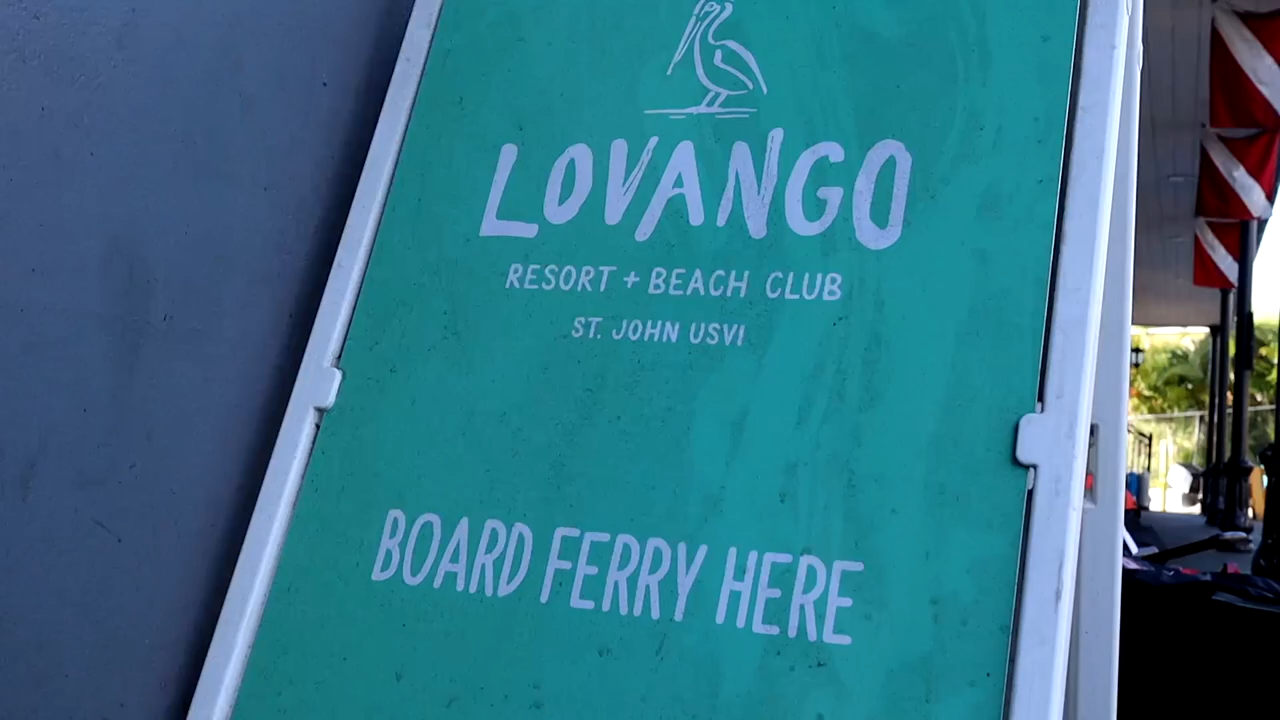 LOVANGO
RESORT + BEACH CLUB
ST. JOHN USVI
BOARD FERRY HERE